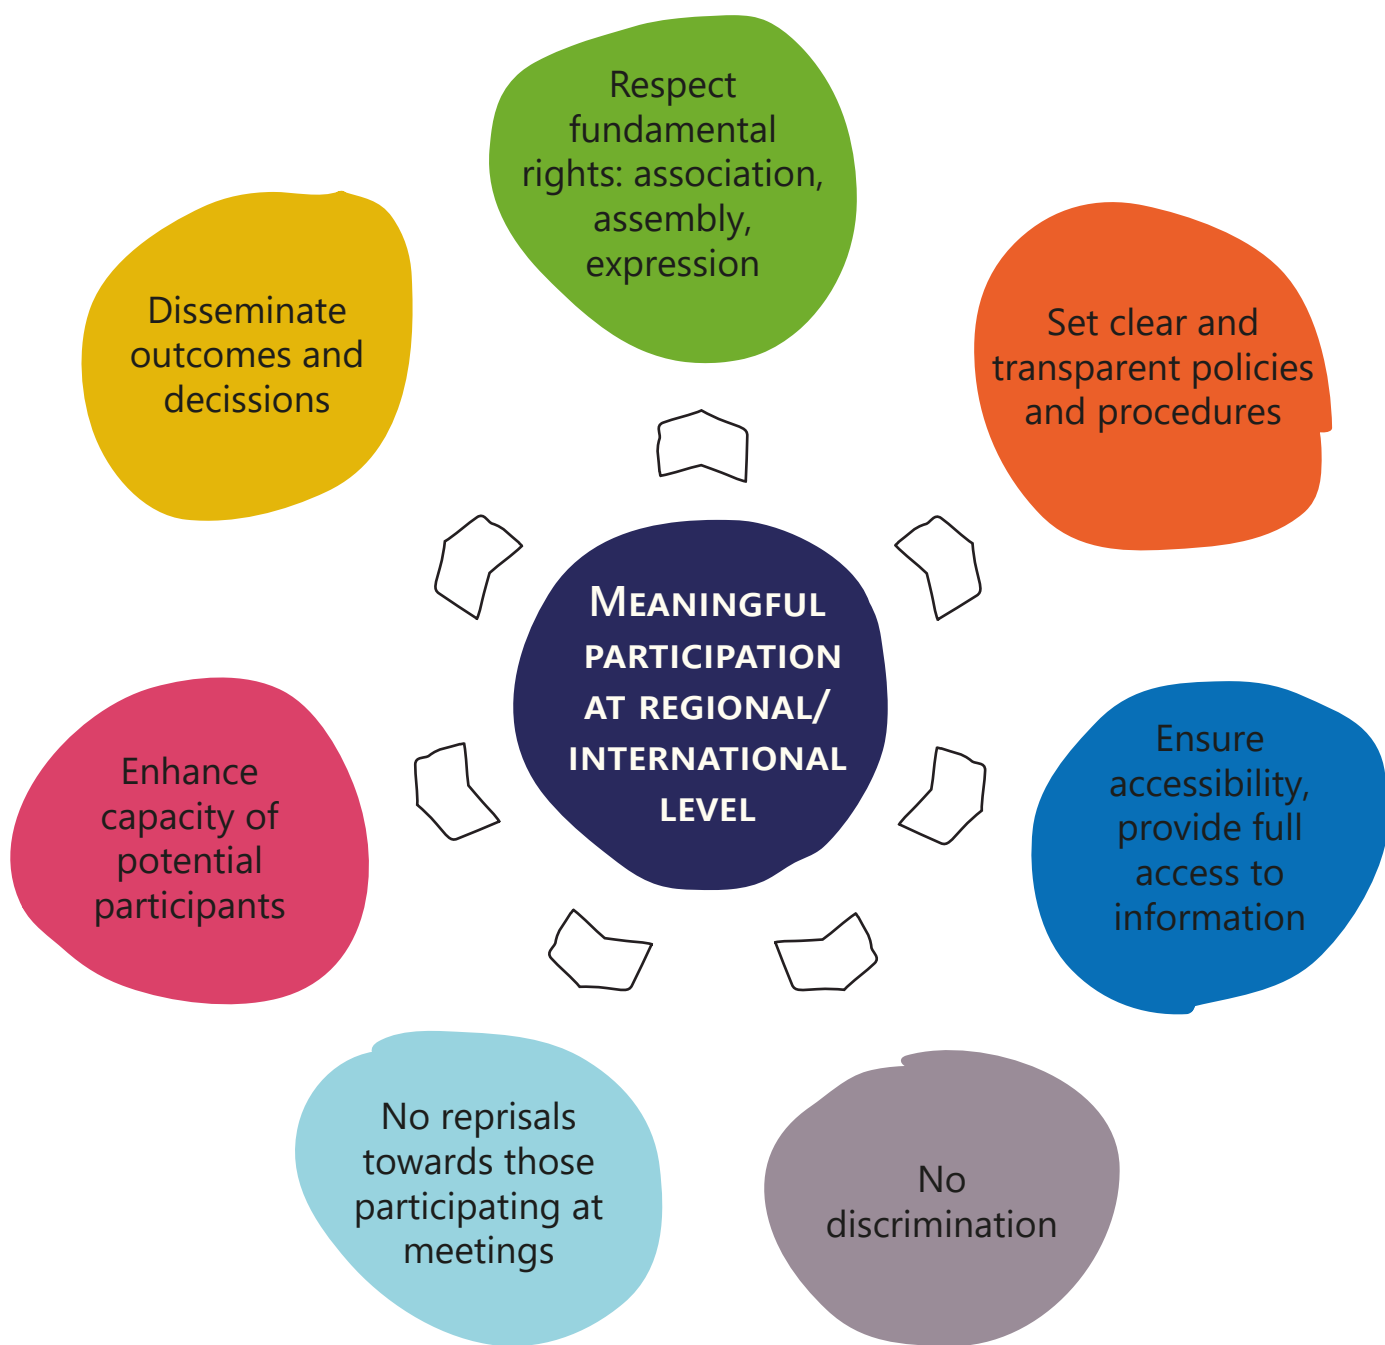 Respect
fundamental
rights: association,
assembly,
expression
Set clear and
transparent policies
and procedures
Ensure
accessibility,
provide full
access to
information
No
discrimination
No reprisals
towards those
participating at
meetings
Enhance
capacity of
potential
participants
Disseminate
outcomes and
decissions
MEANINGFUL
PARTICIPATION
AT REGIONAL/
INTERNATIONAL
LEVEL